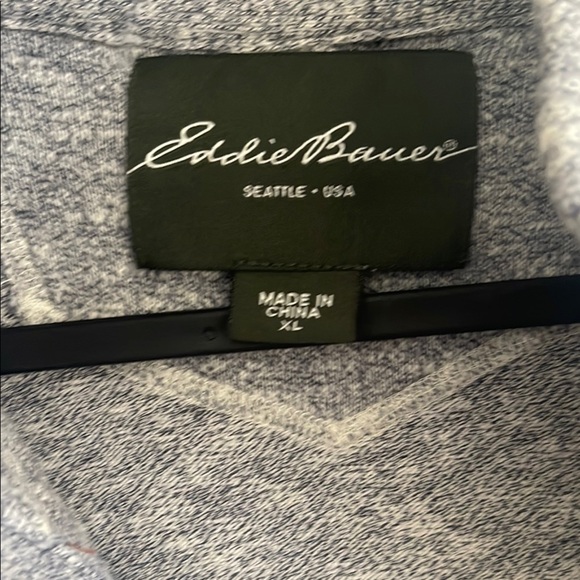 Eddie Bauer®
SEATTLE • USA
MADE IN
CHINA
XL